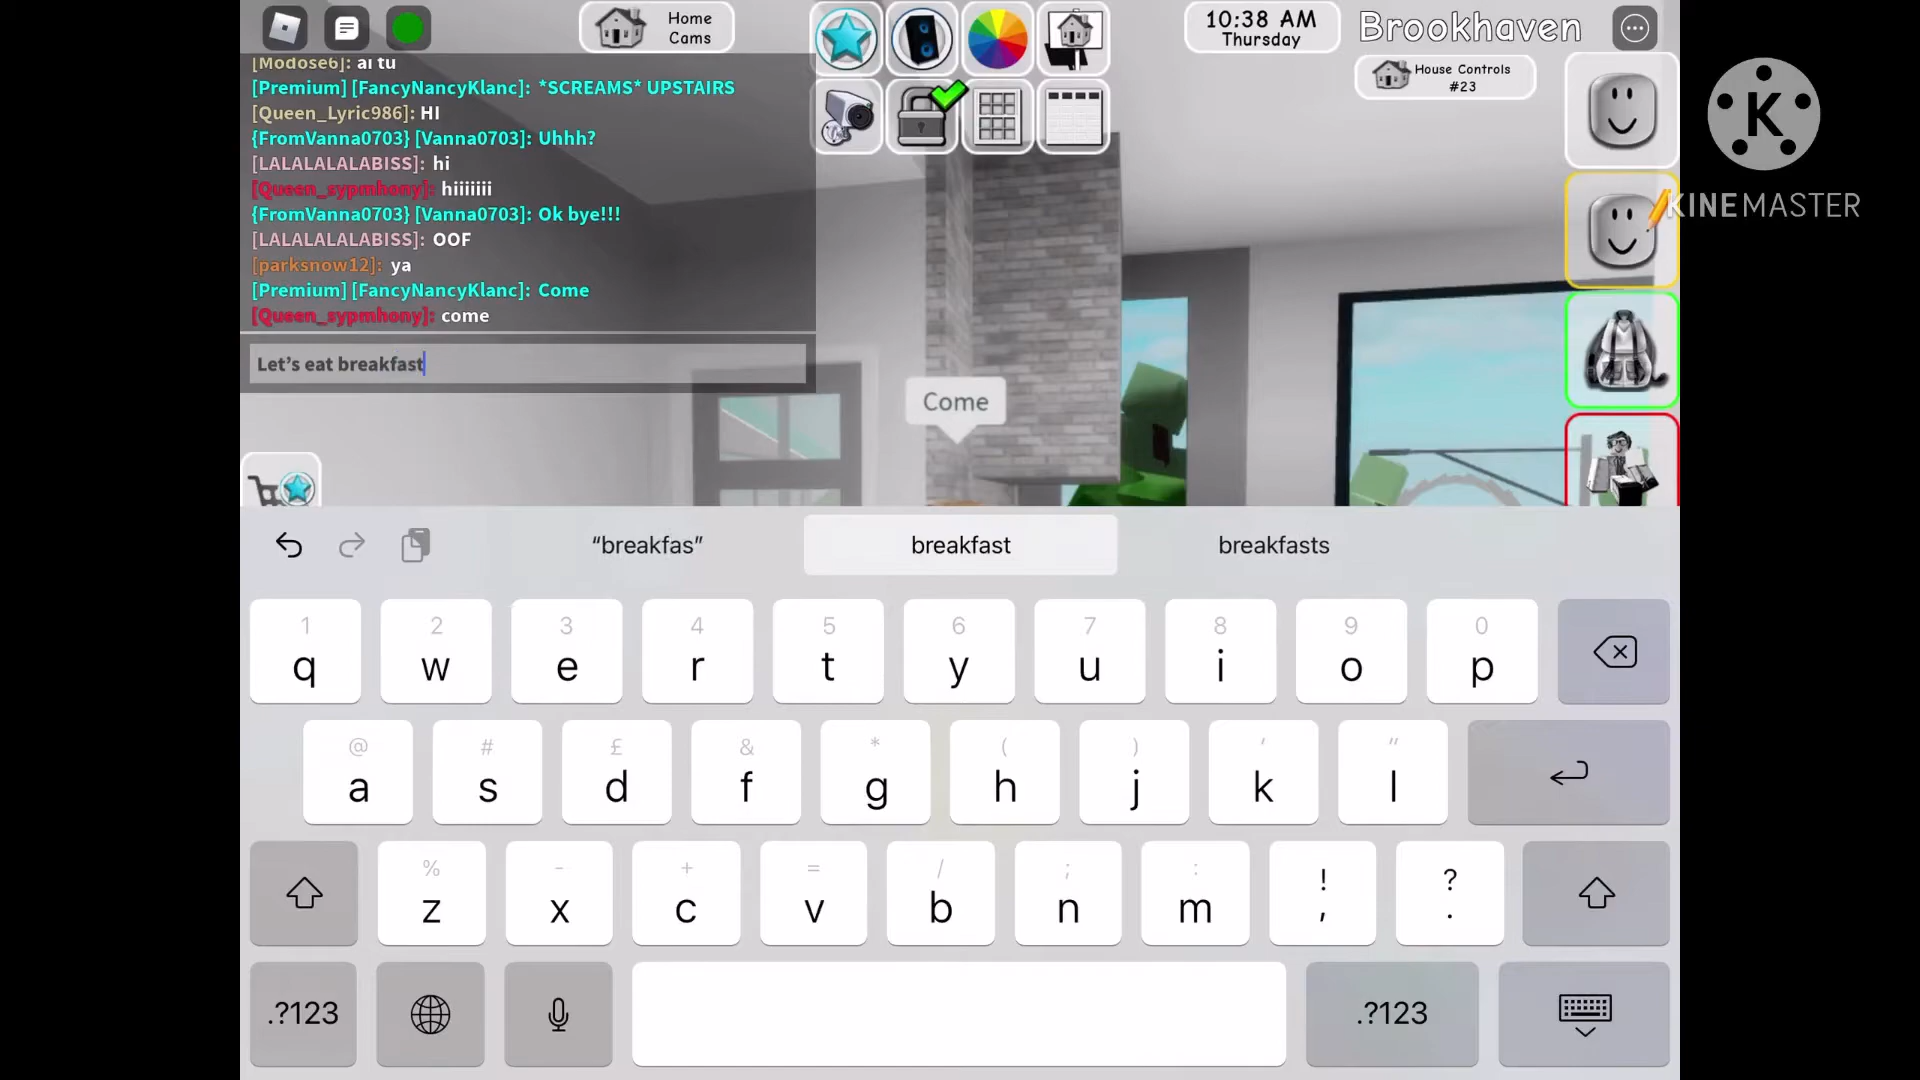 Home
Cams
10:38 AM
Thursday
Brookhaven
House Controls
#23
K
KINEMASTER
[Modose6]: ai tu
[Premium] [FancyNancyKlanc]: *SCREAMS* UPSTAIRS
[Queen_Lyric986]: HI
{FromVanna0703} [Vanna0703]: Uhhh?
[LALALALALABISS]: hi
[Queen_sypmhony]: hiiiiiii
{FromVanna0703} [Vanna0703]: Ok bye!!!
[LALALALALABISS]: OOF
[parksnow12]: ya
[Premium] [FancyNancyKlanc]: Come
[Queen_sypmhony]: come
Let’s eat breakfast
Come
“breakfas” breakfast breakfasts
1 2 3 4 5 6 7 8 9 0
q w e r t y u i o p
@ # £ & * ( ) ‘ “
a s d f g h j k l
% - + = / ; : ! ?
z x c v b n m , .
.?123 .?123